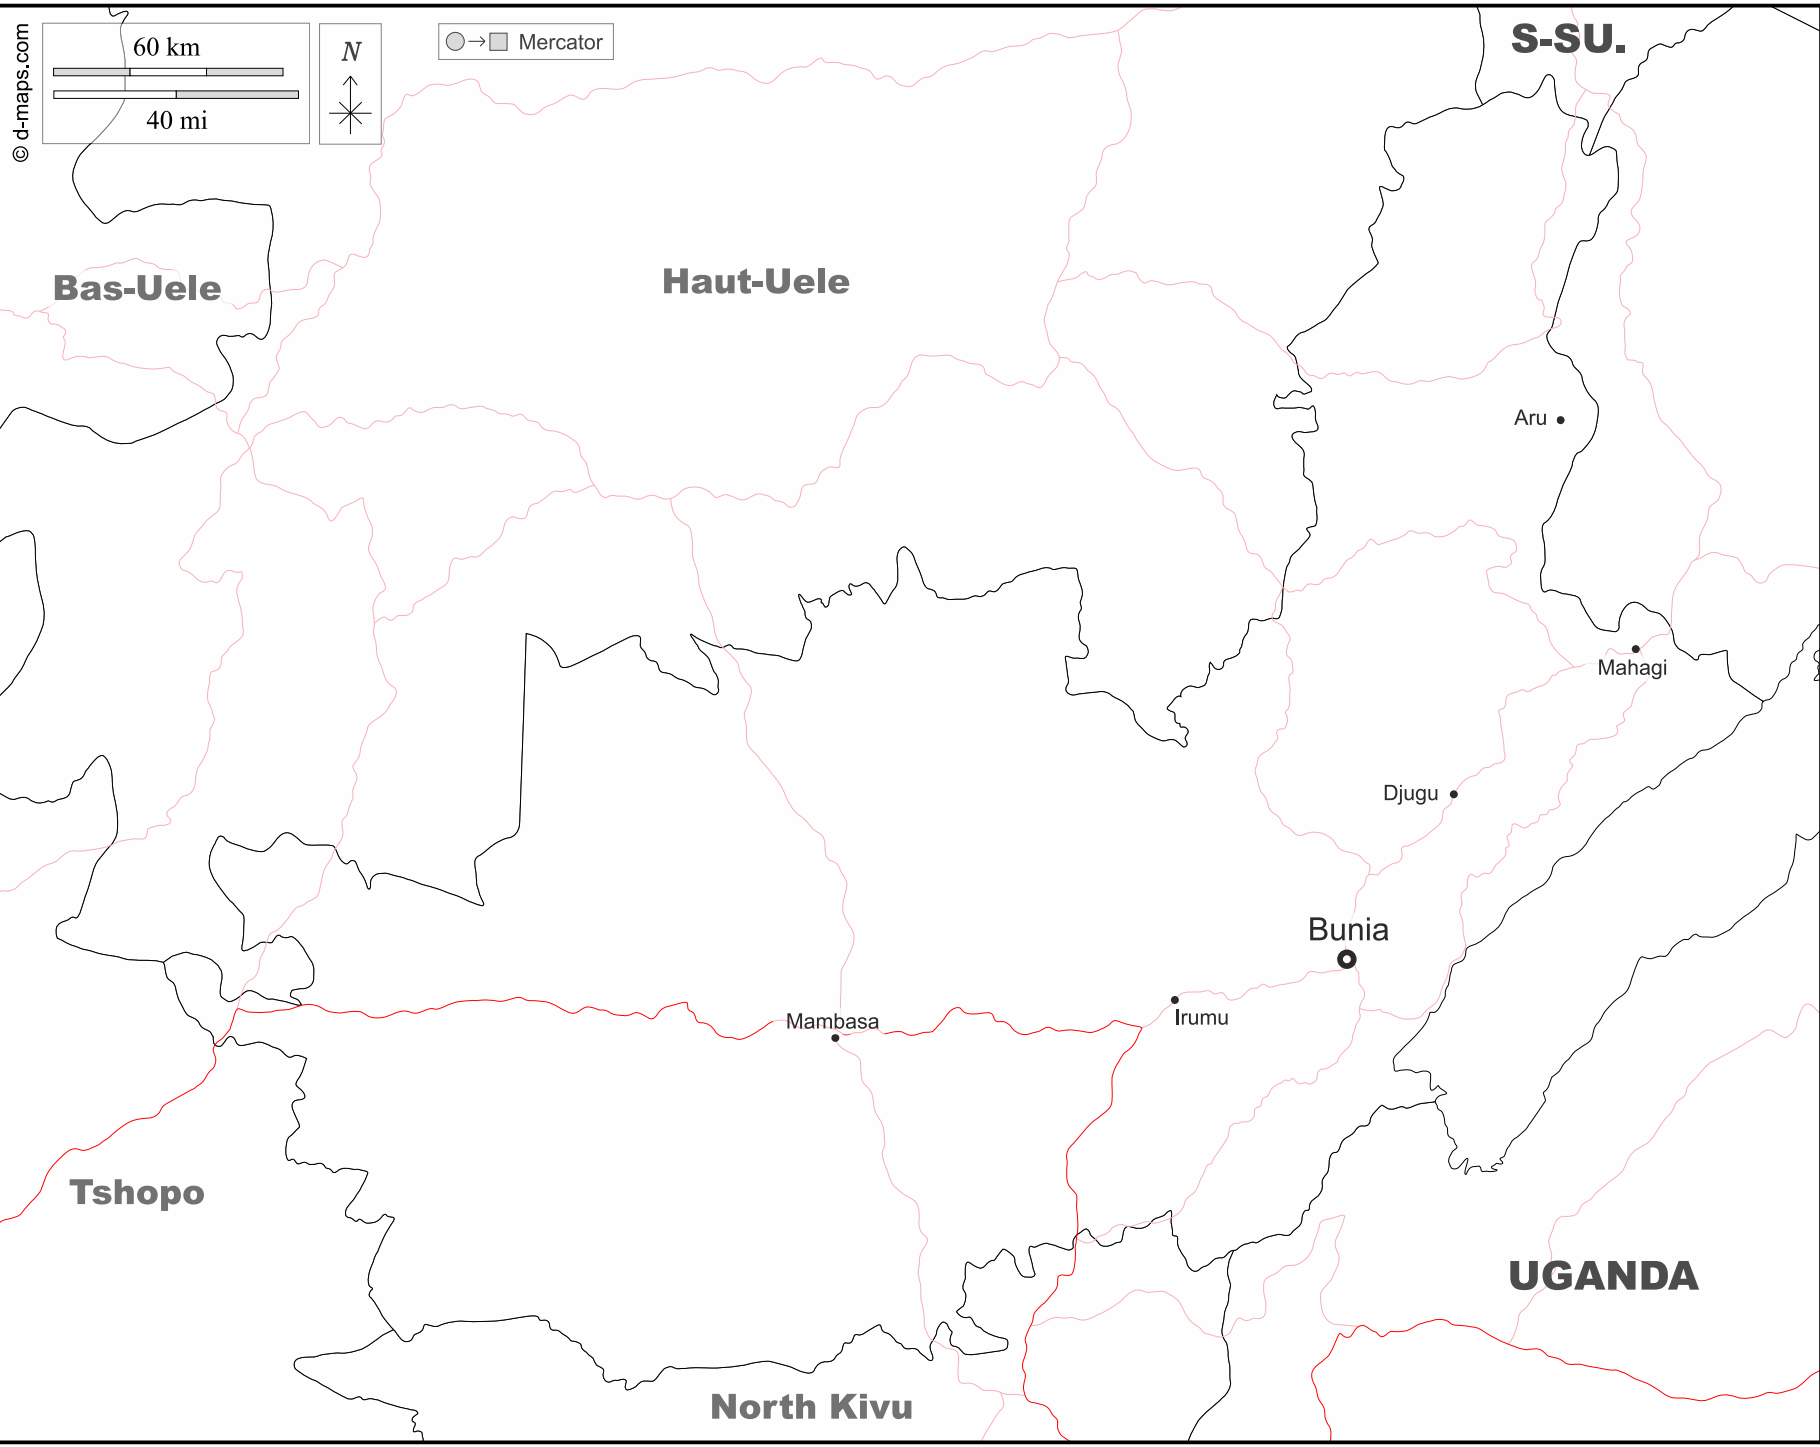 © d-maps.com
60 km
40 mi
N
Mercator
S-SU.
Bas-Uele
Haut-Uele
Aru
Mahagi
Djugu
Bunia
Irumu
Mambasa
Tshopo
UGANDA
North Kivu